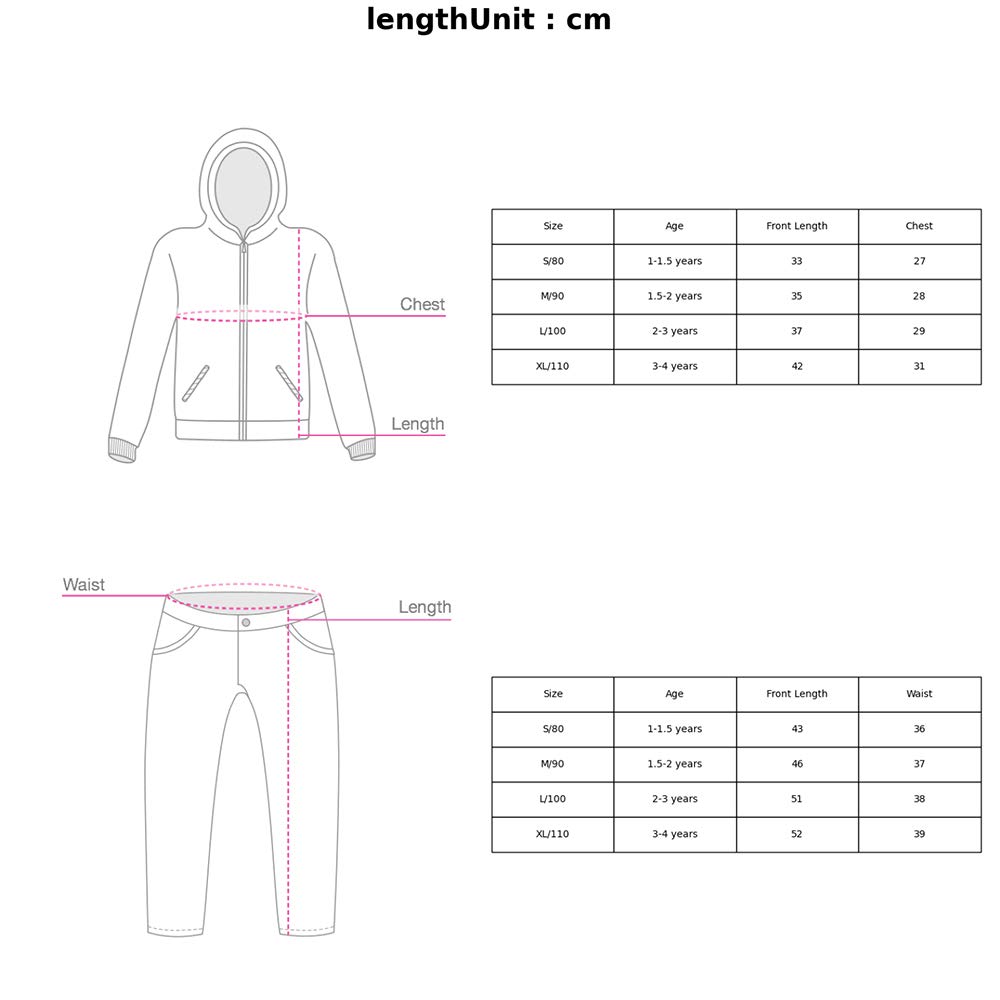 lengthUnit : cm
Chest
Length
Size Age Front Length Chest
S/80 1-1.5 years 33 27
M/90 1.5-2 years 35 28
L/100 2-3 years 37 29
XL/110 3-4 years 42 31
Waist
Length
Size Age Front Length Waist
S/80 1-1.5 years 43 36
M/90 1.5-2 years 46 37
L/100 2-3 years 51 38
XL/110 3-4 years 52 39